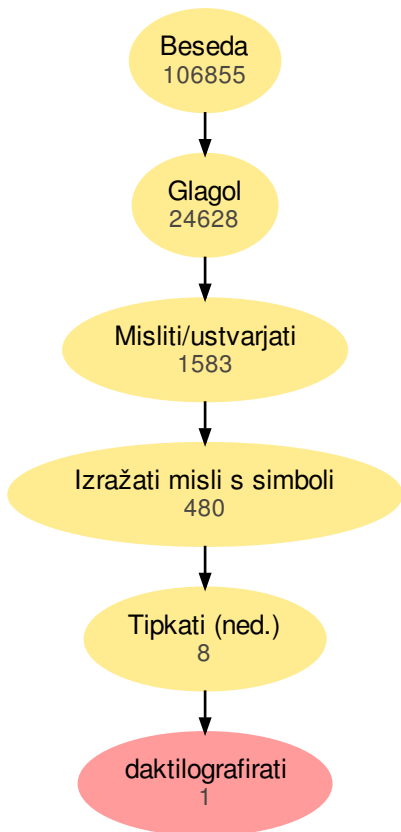 Beseda
106855
Glagol
24628
Misliti/ustvarjati
1583
Izražati misli s simboli
480
Tipkati (ned.)
8
daktilografirati
1